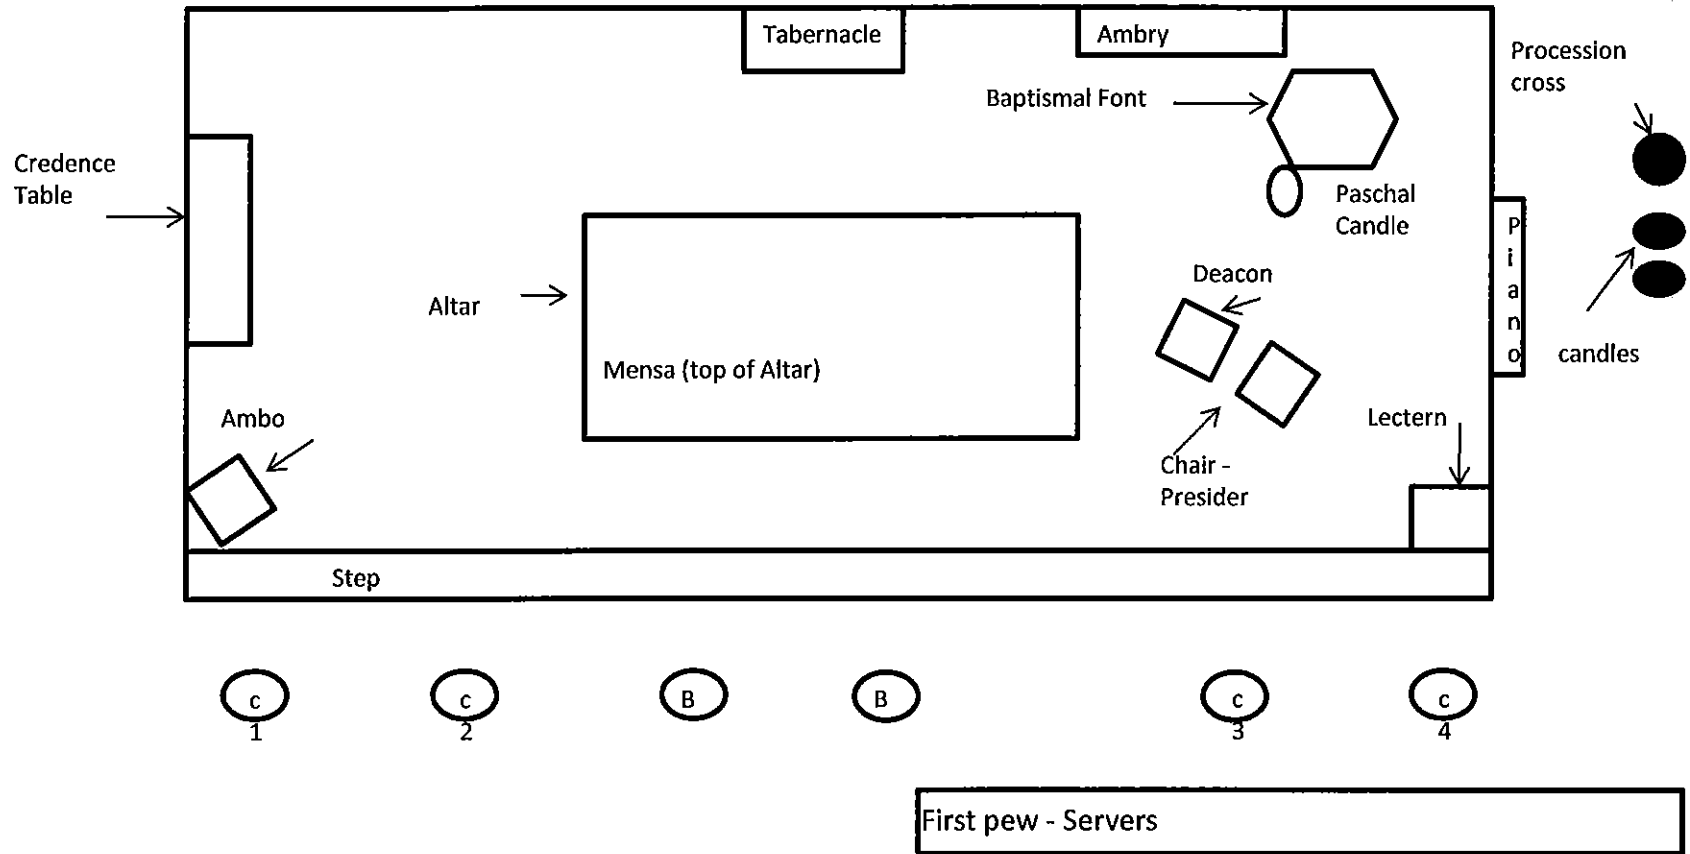 Tabernacle
Ambry
Procession
cross
Baptismal Font
Credence
Table
Paschal
Candle
Piano
Deacon
Altar
candles
Mensa (top of Altar)
Ambo
Lectern
Chair -
Presider
Step
c
1
c
2
B
B
c
3
c
4
First pew - Servers